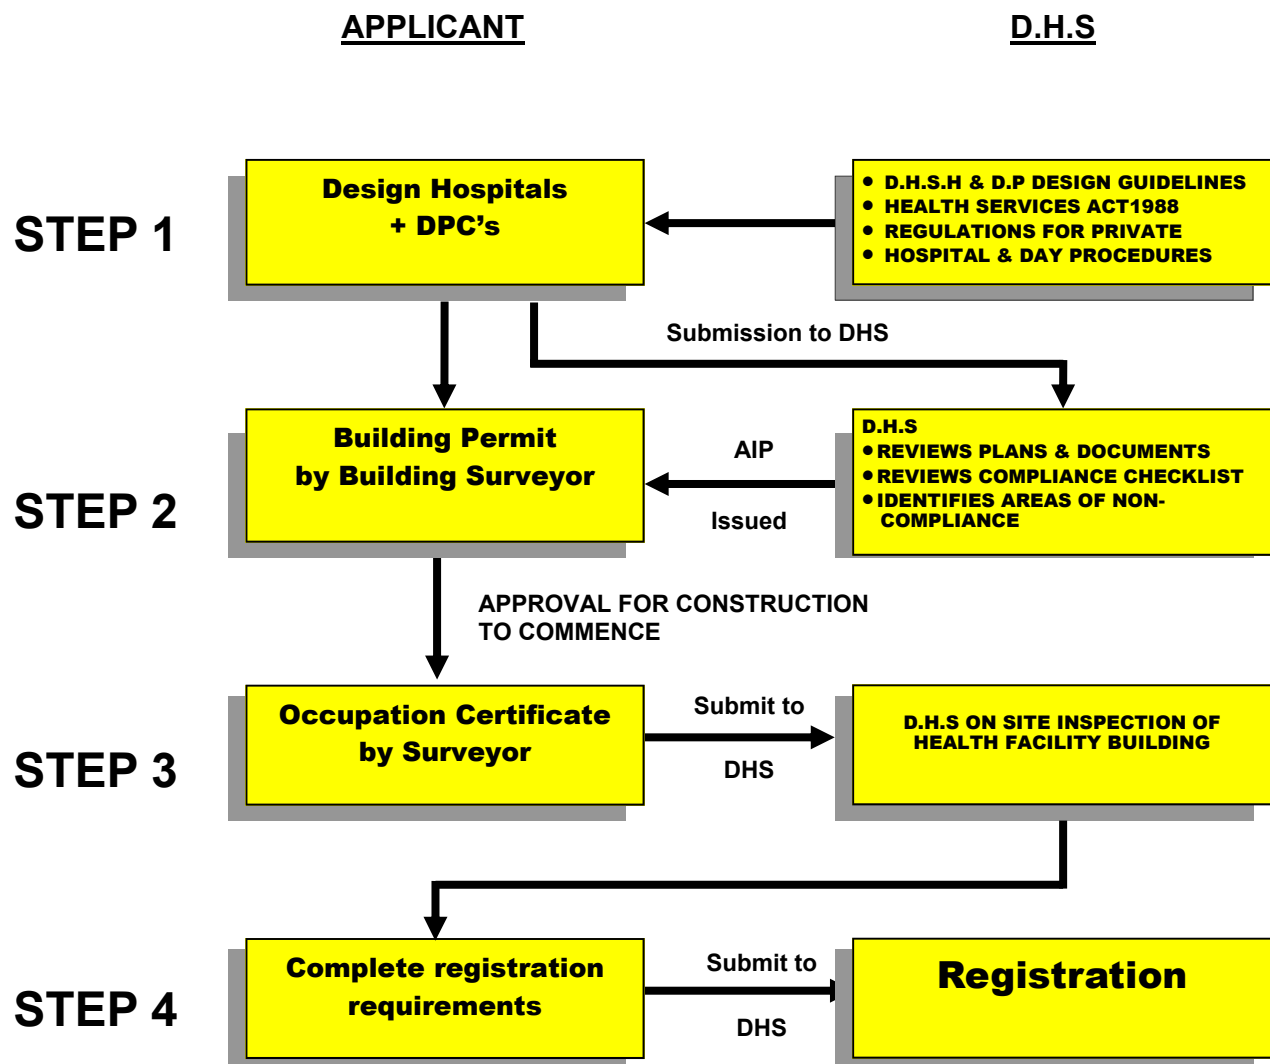 APPLICANT
D.H.S
STEP 1
Design Hospitals
+ DPC's
• D.H.S.H & D.P DESIGN GUIDELINES
• HEALTH SERVICES ACT1988
• REGULATIONS FOR PRIVATE
• HOSPITAL & DAY PROCEDURES
Submission to DHS
STEP 2
Building Permit
by Building Surveyor
AIP
Issued
D.H.S
• REVIEWS PLANS & DOCUMENTS
• REVIEWS COMPLIANCE CHECKLIST
• IDENTIFIES AREAS OF NON-
COMPLIANCE
APPROVAL FOR CONSTRUCTION
TO COMMENCE
STEP 3
Occupation Certificate
by Surveyor
Submit to
DHS
D.H.S ON SITE INSPECTION OF
HEALTH FACILITY BUILDING
STEP 4
Complete registration
requirements
Submit to
DHS
Registration